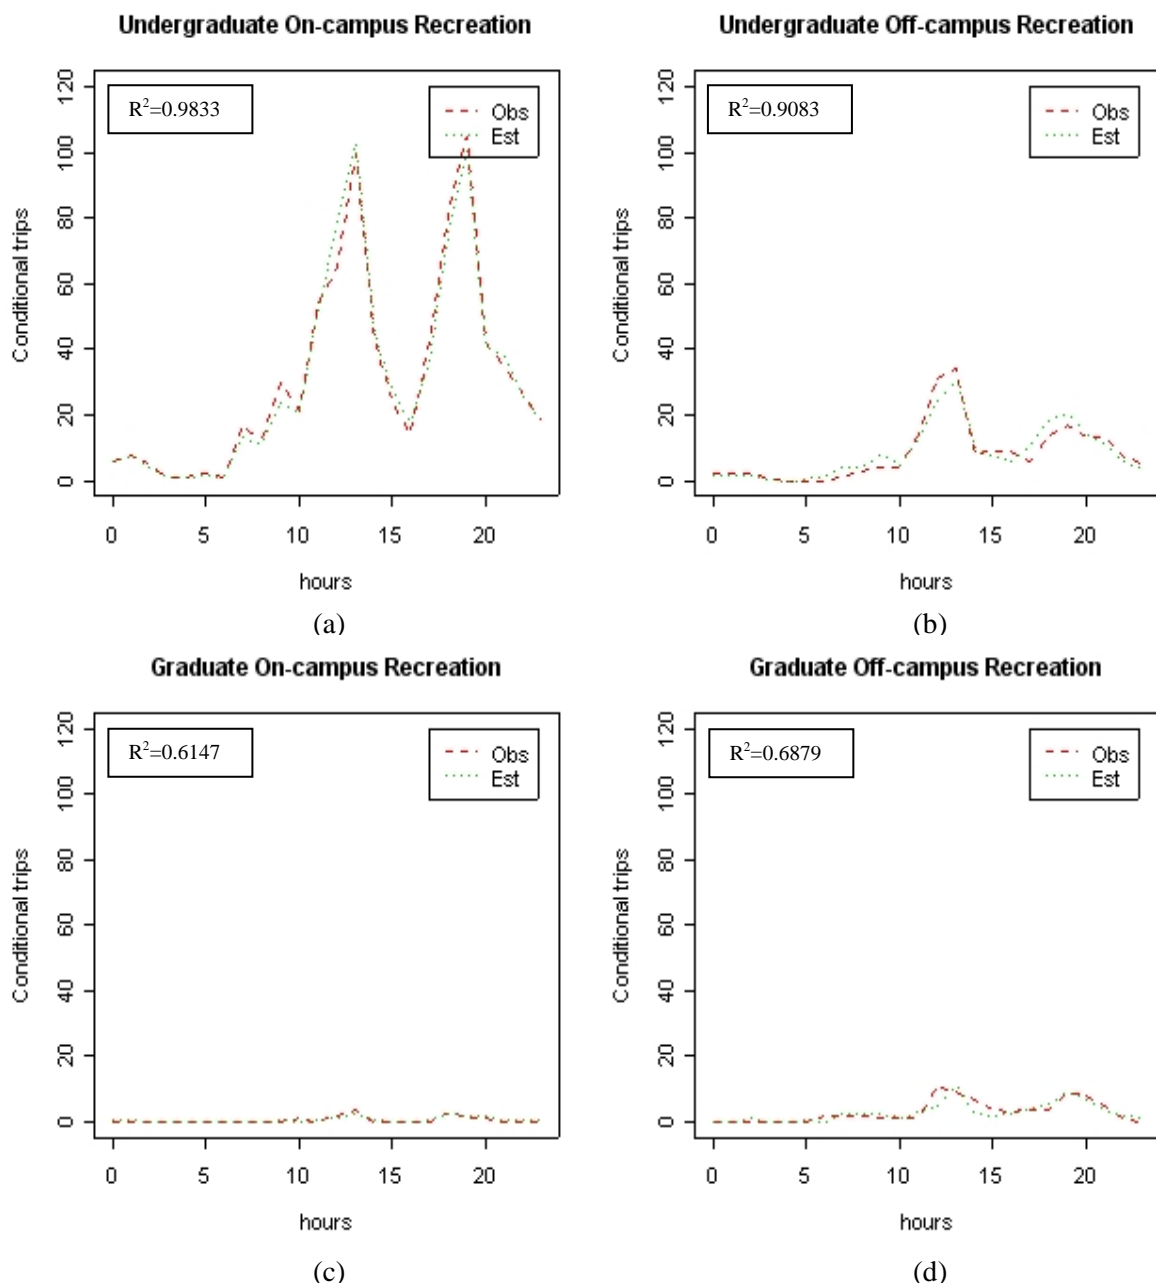 Undergraduate On-campus Recreation
R²=0.9833
Obs
Est
120
100
80
60
40
20
0
Conditional trips
0 5 10 15 20
hours
(a)
Undergraduate Off-campus Recreation
R²=0.9083
Obs
Est
120
100
80
60
40
20
0
Conditional trips
0 5 10 15 20
hours
(b)
Graduate On-campus Recreation
R²=0.6147
Obs
Est
120
100
80
60
40
20
0
Conditional trips
0 5 10 15 20
hours
(c)
Graduate Off-campus Recreation
R²=0.6879
Obs
Est
120
100
80
60
40
20
0
Conditional trips
0 5 10 15 20
hours
(d)